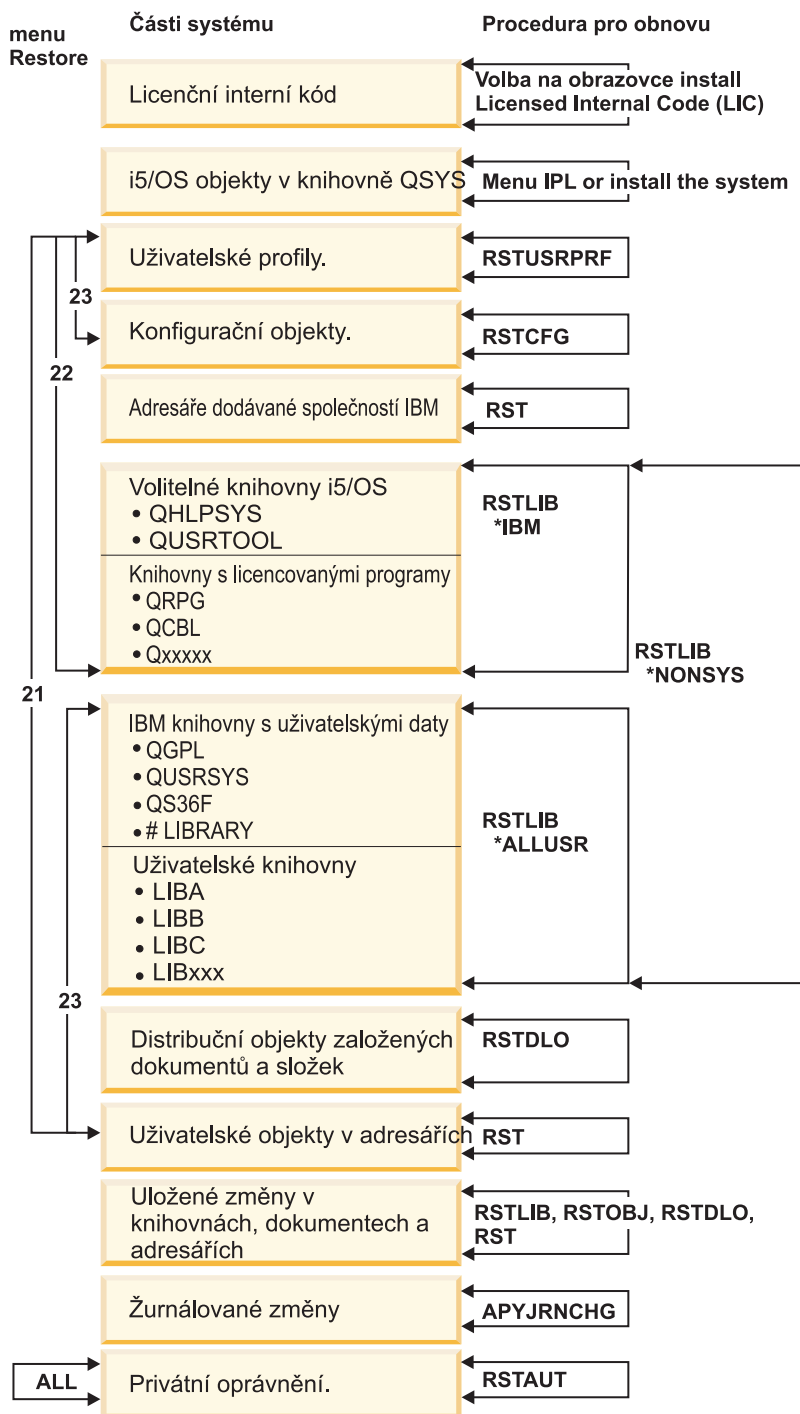 menu
Restore
Části systému
Procedura pro obnovu
Licenční interní kód
Volba na obrazovce install
Licensed Internal Code (LIC)
i5/OS objekty v knihovně QSYS
Menu IPL or install the system
Uživatelské profily.
RSTUSRPRF
23
Konfigurační objekty.
RSTCFG
22
Adresáře dodávané společností IBM
RST
Volitelné knihovny i5/OS
• QHLPSYS
• QUSRTOOL
RSTLIB
*IBM
Knihovny s licencovanými programy
• QRPG
• QCBL
• Qxxxxx
RSTLIB
*NONSYS
21
IBM knihovny s uživatelskými daty
• QGPL
• QUSRSYS
• QS36F
• # LIBRARY
RSTLIB
*ALLUSR
Uživatelské knihovny
• LIBA
• LIBB
• LIBC
• LIBxxx
23
Distribuční objekty založených
dokumentů a složek
RSTDLO
Uživatelské objekty v adresářích
RST
Uložené změny v
knihovnách, dokumentech a
adresářích
RSTLIB, RSTOBJ, RSTDLO,
RST
Žurnálované změny
APYJRNCHG
ALL
Privátní oprávnění.
RSTAUT